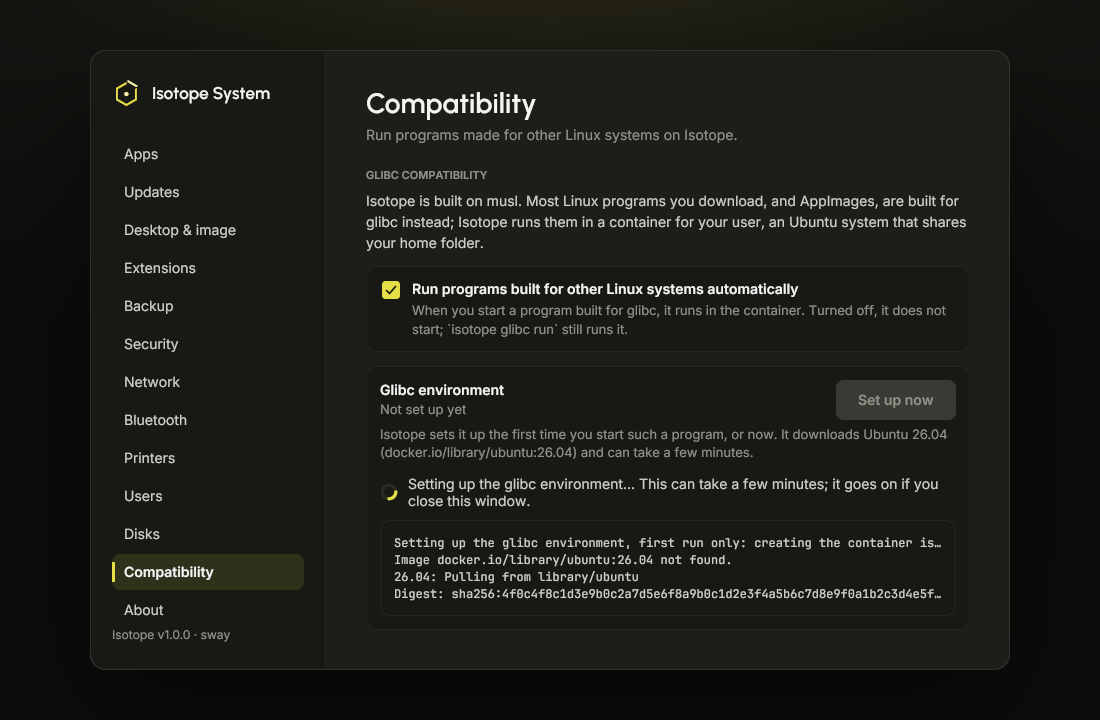 Isotope System
Apps
Updates
Desktop & image
Extensions
Backup
Security
Network
Bluetooth
Printers
Users
Disks
Compatibility
About
Isotope v1.0.0 · sway
Compatibility
Run programs made for other Linux systems on Isotope.
GLIBC COMPATIBILITY
Isotope is built on musl. Most Linux programs you download, and AppImages, are built for
glibc instead; Isotope runs them in a container for your user, an Ubuntu system that shares
your home folder.
Run programs built for other Linux systems automatically
When you start a program built for glibc, it runs in the container. Turned off, it does not
start; `isotope glibc run` still runs it.
Glibc environment
Not set up yet
Set up now
Isotope sets it up the first time you start such a program, or now. It downloads Ubuntu 26.04
(docker.io/library/ubuntu:26.04) and can take a few minutes.
Setting up the glibc environment... This can take a few minutes; it goes on if you
close this window.
Setting up the glibc environment, first run only: creating the container is…
Image docker.io/library/ubuntu:26.04 not found.
26.04: Pulling from library/ubuntu
Digest: sha256:4f0c4f8c1d3e9b0c2a7d5e6f8a9b0c1d2e3f4a5b6c7d8e9f0a1b2c3d4e5f…